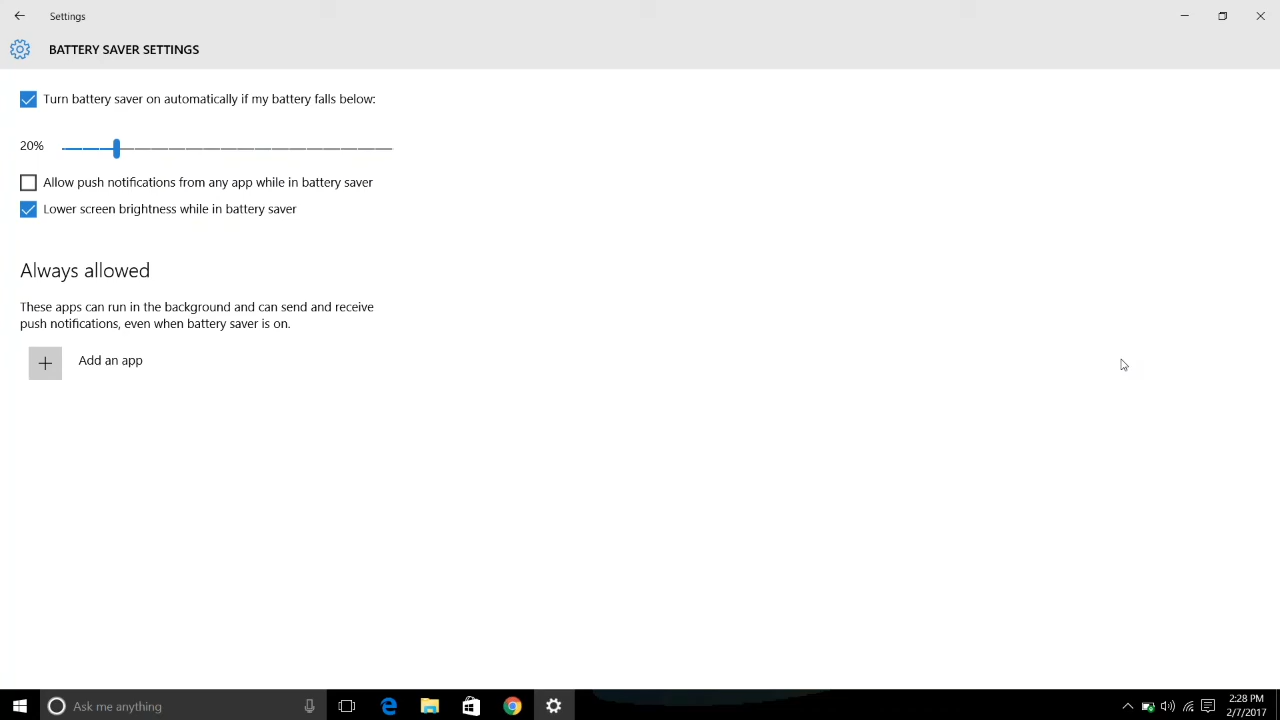 Settings
BATTERY SAVER SETTINGS
Turn battery saver on automatically if my battery falls below:
20%
Allow push notifications from any app while in battery saver
Lower screen brightness while in battery saver
Always allowed
These apps can run in the background and can send and receive
push notifications, even when battery saver is on.
Add an app
Ask me anything
2:28 PM
2/7/2017